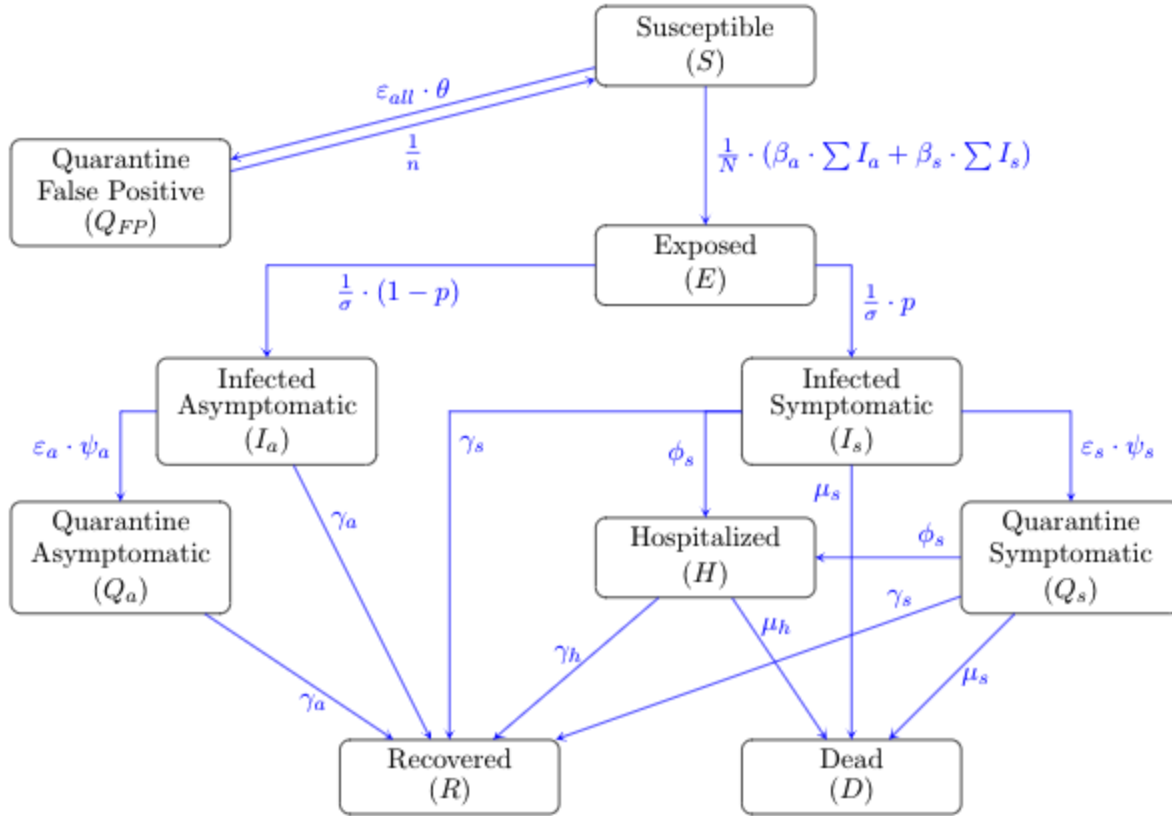 Susceptible
(S)
ε_all · θ
1/n
Quarantine
False Positive
(Q_FP)
1/N · (β_a · ∑ I_a + β_s · ∑ I_s)
Exposed
(E)
1/σ · (1 − p)
1/σ · p
Infected
Asymptomatic
(I_a)
Infected
Symptomatic
(I_s)
ε_a · ψ_a
γ_s
ϕ_s
ε_s · ψ_s
μ_s
γ_a
Quarantine
Asymptomatic
(Q_a)
Hospitalized
(H)
ϕ_s
Quarantine
Symptomatic
(Q_s)
γ_s
μ_h
γ_h
γ_a
μ_s
Recovered
(R)
Dead
(D)